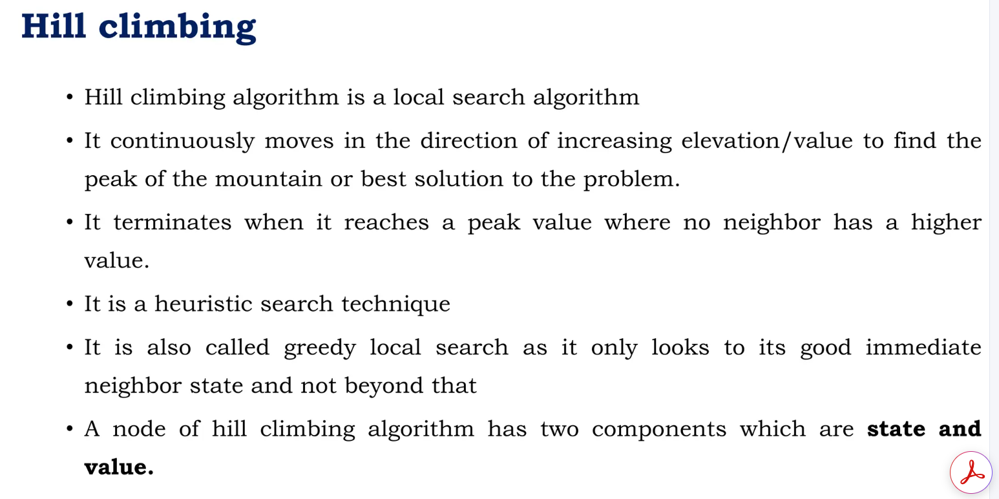 Hill climbing
• Hill climbing algorithm is a local search algorithm
• It continuously moves in the direction of increasing elevation/value to find the
peak of the mountain or best solution to the problem.
• It terminates when it reaches a peak value where no neighbor has a higher
value.
• It is a heuristic search technique
• It is also called greedy local search as it only looks to its good immediate
neighbor state and not beyond that
• A node of hill climbing algorithm has two components which are state and
value.